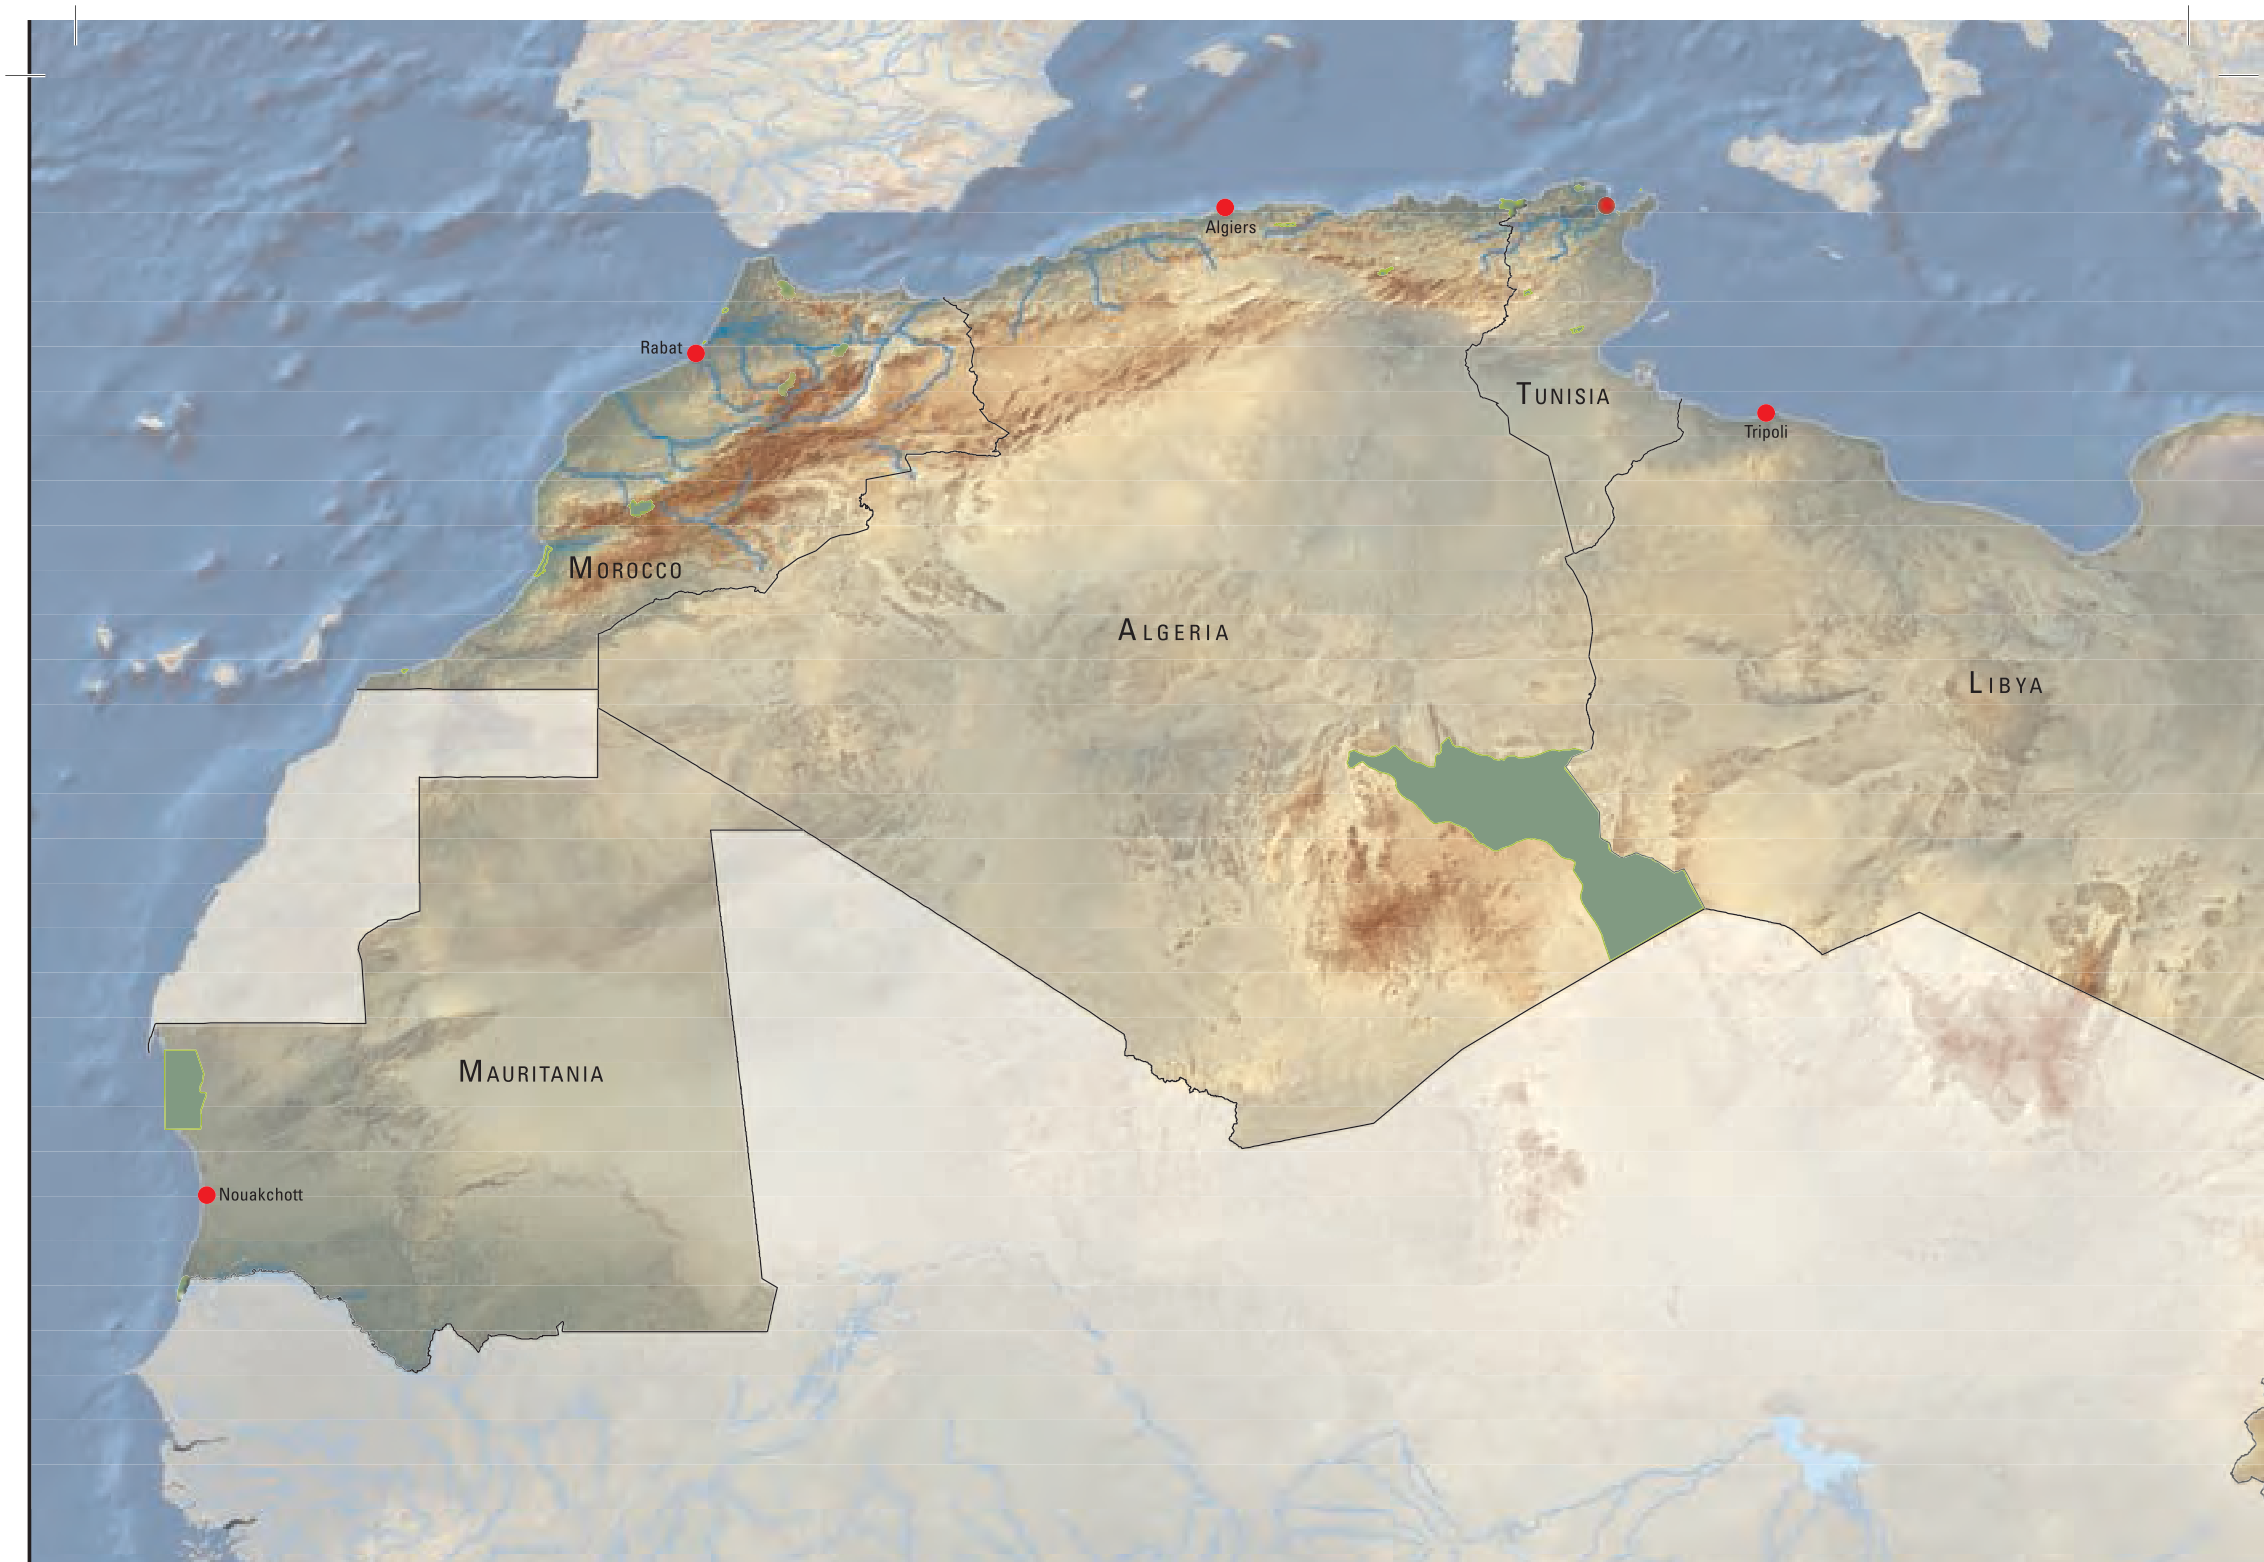 Algiers
Rabat
TUNISIA
Tripoli
MOROCCO
ALGERIA
LIBYA
MAURITANIA
Nouakchott